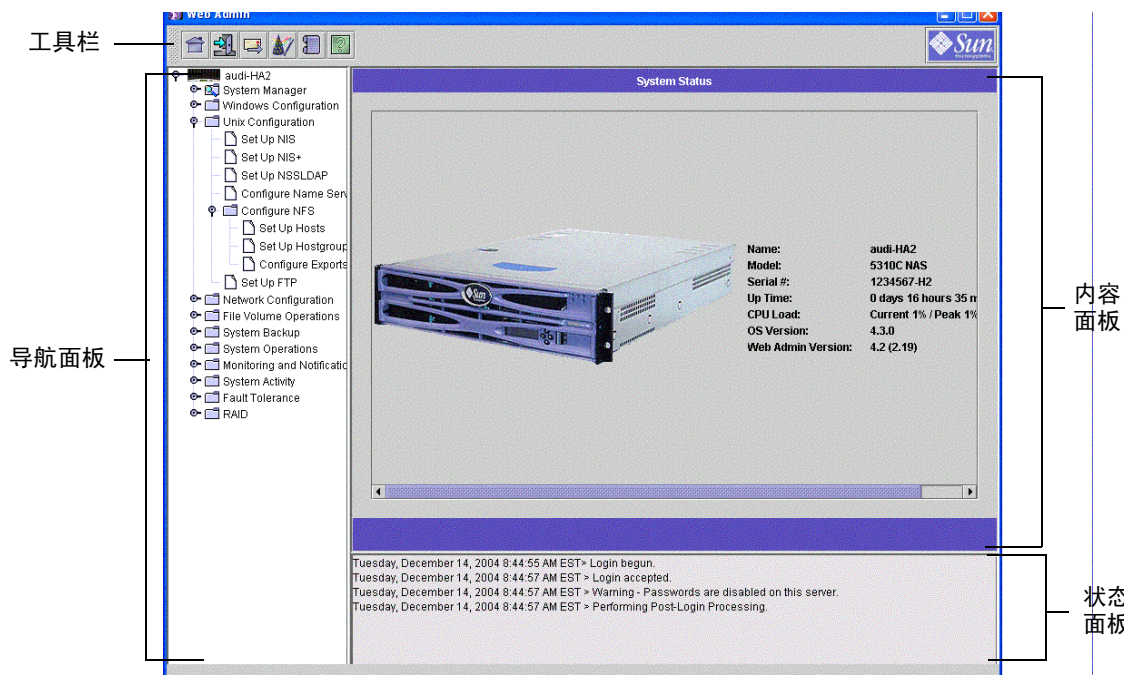 Web Admin
工具栏
Sun
microsystems
audi-HA2
System Manager
Windows Configuration
Unix Configuration
Set Up NIS
Set Up NIS+
Set Up NSSLDAP
Configure Name Serv
Configure NFS
Set Up Hosts
Set Up Hostgroup
Configure Exports
Set Up FTP
Network Configuration
File Volume Operations
System Backup
System Operations
Monitoring and Notificatio
System Activity
Fault Tolerance
RAID
导航面板
System Status
Sun
Name: audi-HA2
Model: 5310C NAS
Serial #: 1234567-H2
Up Time: 0 days 16 hours 35 m
CPU Load: Current 1% / Peak 1%
OS Version: 4.3.0
Web Admin Version: 4.2 (2.19)
内容
面板
Tuesday, December 14, 2004 8:44:55 AM EST> Login begun.
Tuesday, December 14, 2004 8:44:57 AM EST > Login accepted.
Tuesday, December 14, 2004 8:44:57 AM EST > Warning - Passwords are disabled on this server.
Tuesday, December 14, 2004 8:44:57 AM EST > Performing Post-Login Processing.
状态
面板